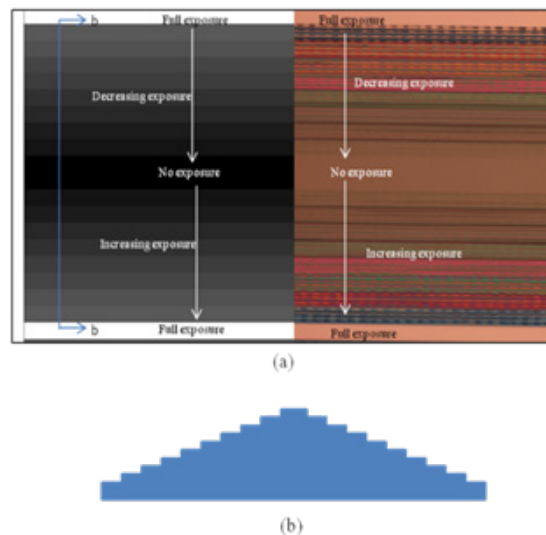 b
Full exposure
Full exposure
Decreasing exposure
Decreasing exposure
No exposure
No exposure
Increasing exposure
Increasing exposure
b
Full exposure
Full exposure
(a)
(b)